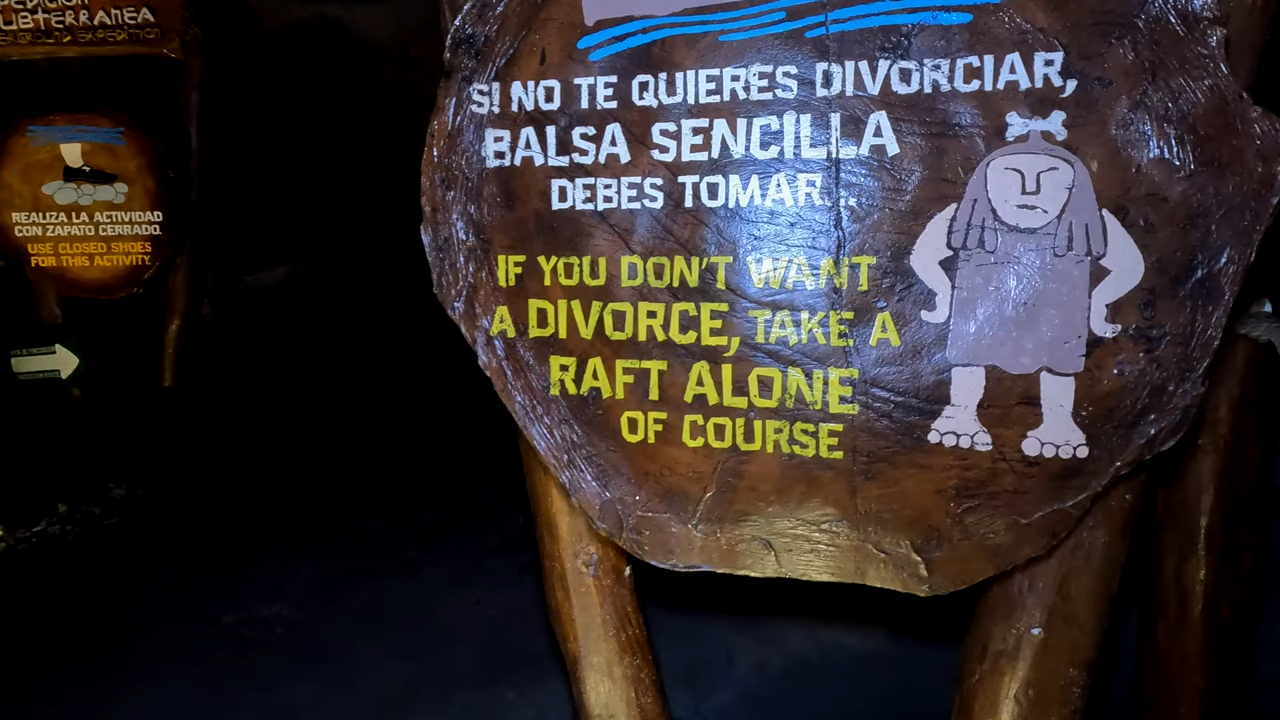 SI NO TE QUIERES DIVORCIAR,
BALSA SENCILLA
DEBES TOMAR...
IF YOU DON'T WANT
A DIVORCE, TAKE A
RAFT ALONE
OF COURSE
UBTERRANEA
EXPEDITION
REALIZA LA ACTIVIDAD
CON ZAPATO CERRADO.
USE CLOSED SHOES
FOR THIS ACTIVITY.